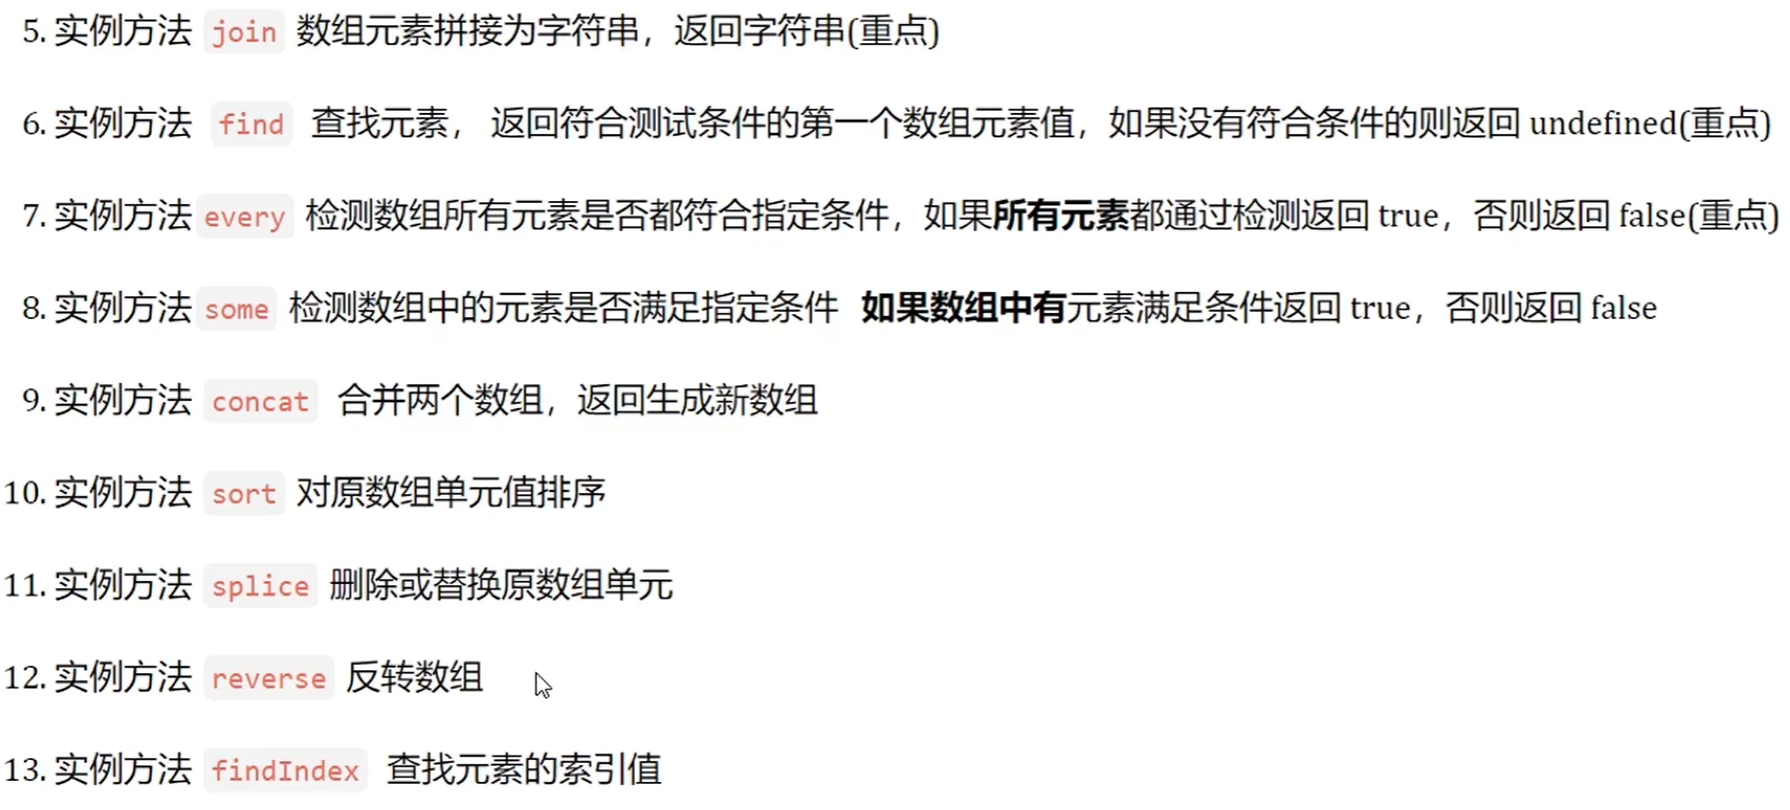 5. 实例方法 join 数组元素拼接为字符串，返回字符串(重点)
6. 实例方法 find 查找元素， 返回符合测试条件的第一个数组元素值，如果没有符合条件的则返回 undefined(重点)
7. 实例方法 every 检测数组所有元素是否都符合指定条件，如果所有元素都通过检测返回 true，否则返回 false(重点)
8. 实例方法 some 检测数组中的元素是否满足指定条件 如果数组中有元素满足条件返回 true，否则返回 false
9. 实例方法 concat 合并两个数组，返回生成新数组
10. 实例方法 sort 对原数组单元值排序
11. 实例方法 splice 删除或替换原数组单元
12. 实例方法 reverse 反转数组
13. 实例方法 findIndex 查找元素的索引值